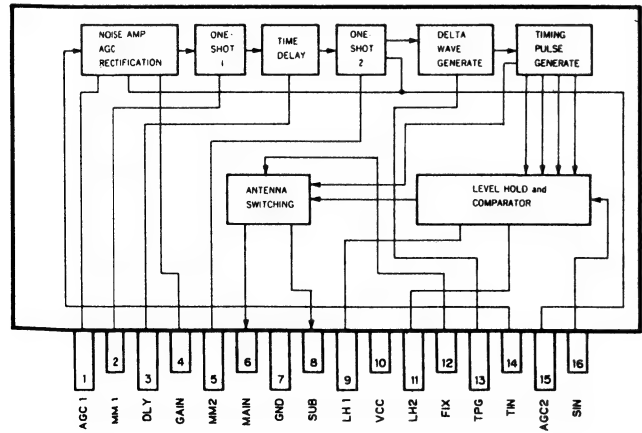 NOISE AMP
AGC
RECTIFICATION
ONE-
SHOT
1
TIME
DELAY
ONE-
SHOT
2
DELTA
WAVE
GENERATE
TIMING
PULSE
GENERATE
ANTENNA
SWITCHING
LEVEL HOLD and
COMPARATOR
1 2 3 4 5 6 7 8 9 10 11 12 13 14 15 16
AGC 1 MM 1 DLY GAIN MM2 MAIN GND SUB LH 1 VCC LH2 FIX TPG TIN AGC2 SIN